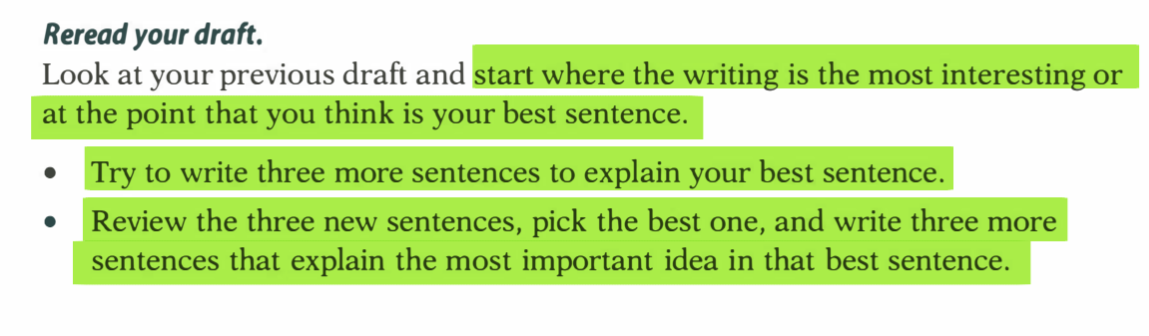 Reread your draft.
Look at your previous draft and start where the writing is the most interesting or
at the point that you think is your best sentence.
• Try to write three more sentences to explain your best sentence.
• Review the three new sentences, pick the best one, and write three more
sentences that explain the most important idea in that best sentence.